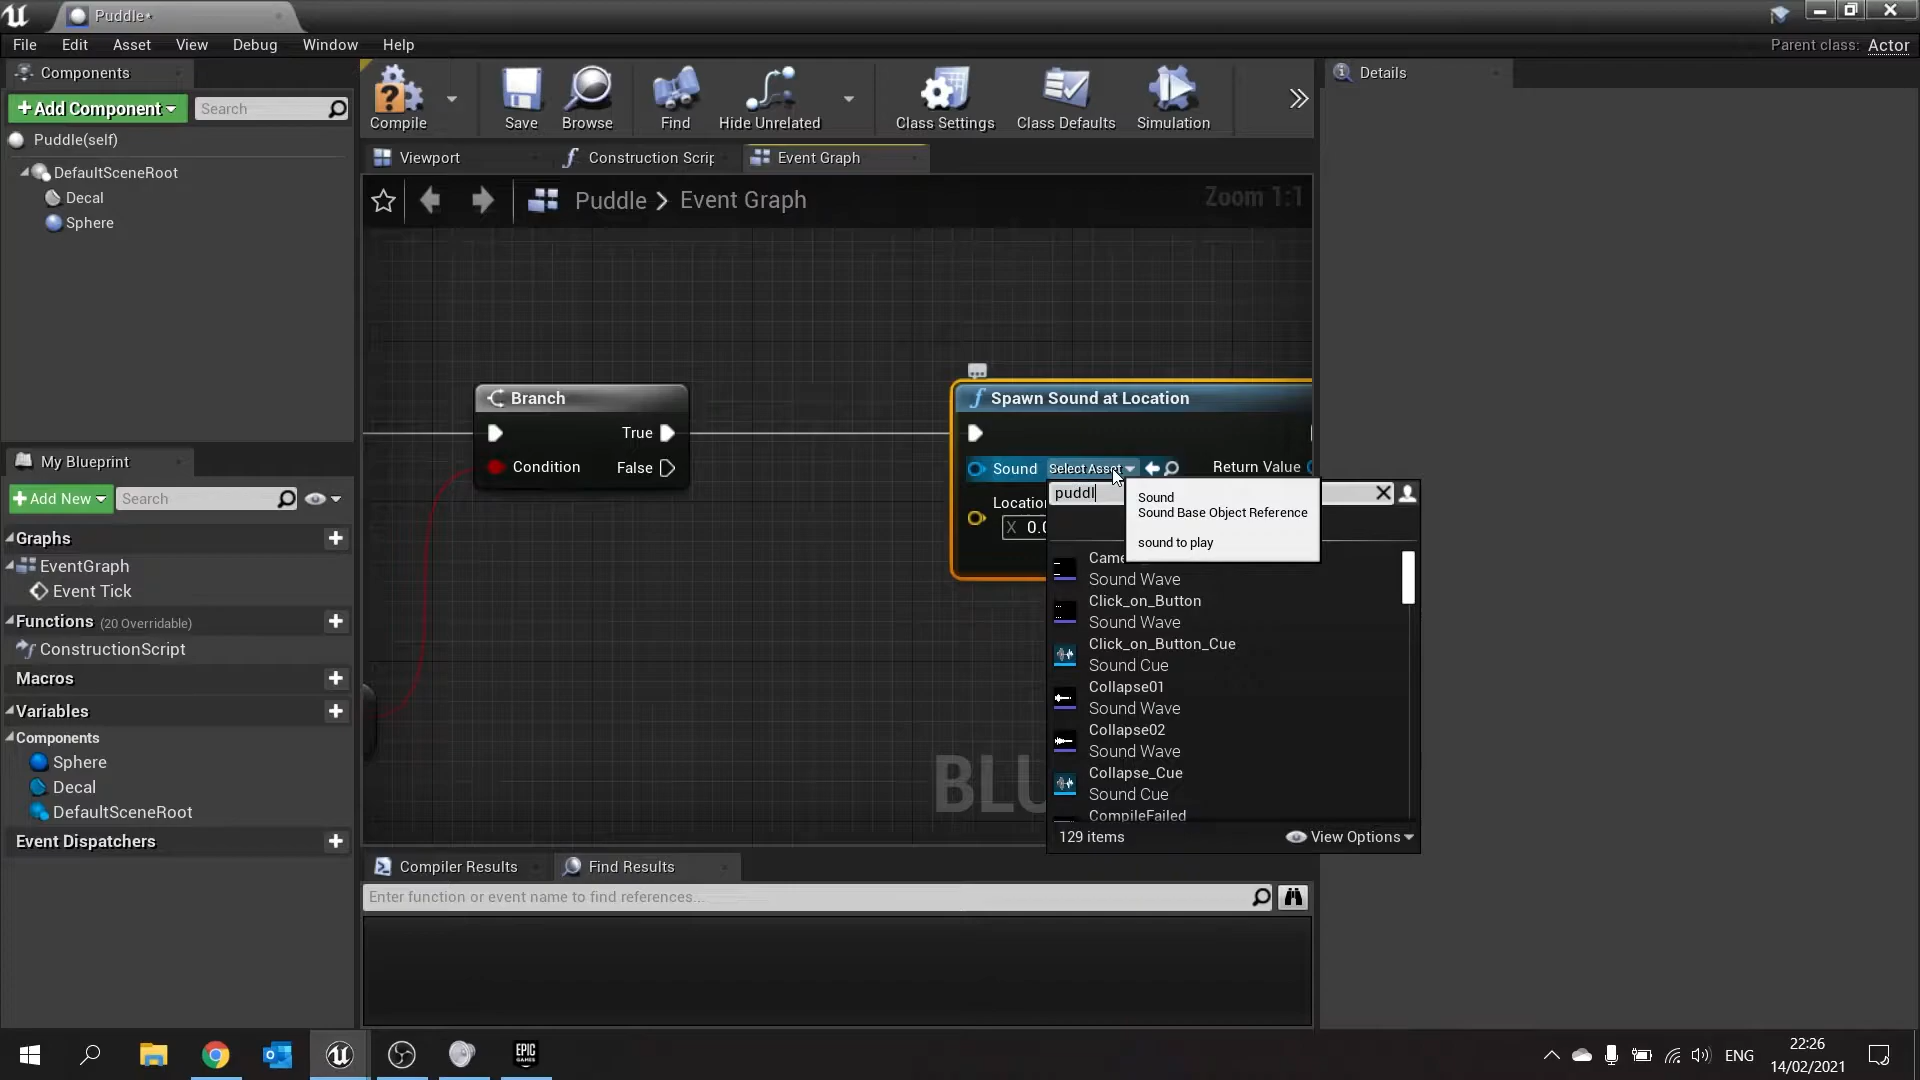 Puddle*
File Edit Asset View Debug Window Help
Parent class: Actor
Components
+Add Component
Search
Puddle(self)
DefaultSceneRoot
Decal
Sphere
Compile
Save
Browse
Find
Hide Unrelated
Class Settings
Class Defaults
Simulation
Details
Viewport
Construction Scrip
Event Graph
Puddle > Event Graph
Zoom 1:1
Branch
True
Condition
False
Spawn Sound at Location
Sound
Select Asset
Return Value
Location
X 0.0
puddl
Sound
Sound Base Object Reference
sound to play
Came
Sound Wave
Click_on_Button
Sound Wave
Click_on_Button_Cue
Sound Cue
Collapse01
Sound Wave
Collapse02
Sound Wave
Collapse_Cue
Sound Cue
CompileFailed
129 items
View Options
BLU
My Blueprint
+Add New
Search
Graphs
EventGraph
Event Tick
Functions (20 Overridable)
ConstructionScript
Macros
Variables
Components
Sphere
Decal
DefaultSceneRoot
Event Dispatchers
Compiler Results
Find Results
Enter function or event name to find references...
EPIC
GAMES
ENG
22:26
14/02/2021